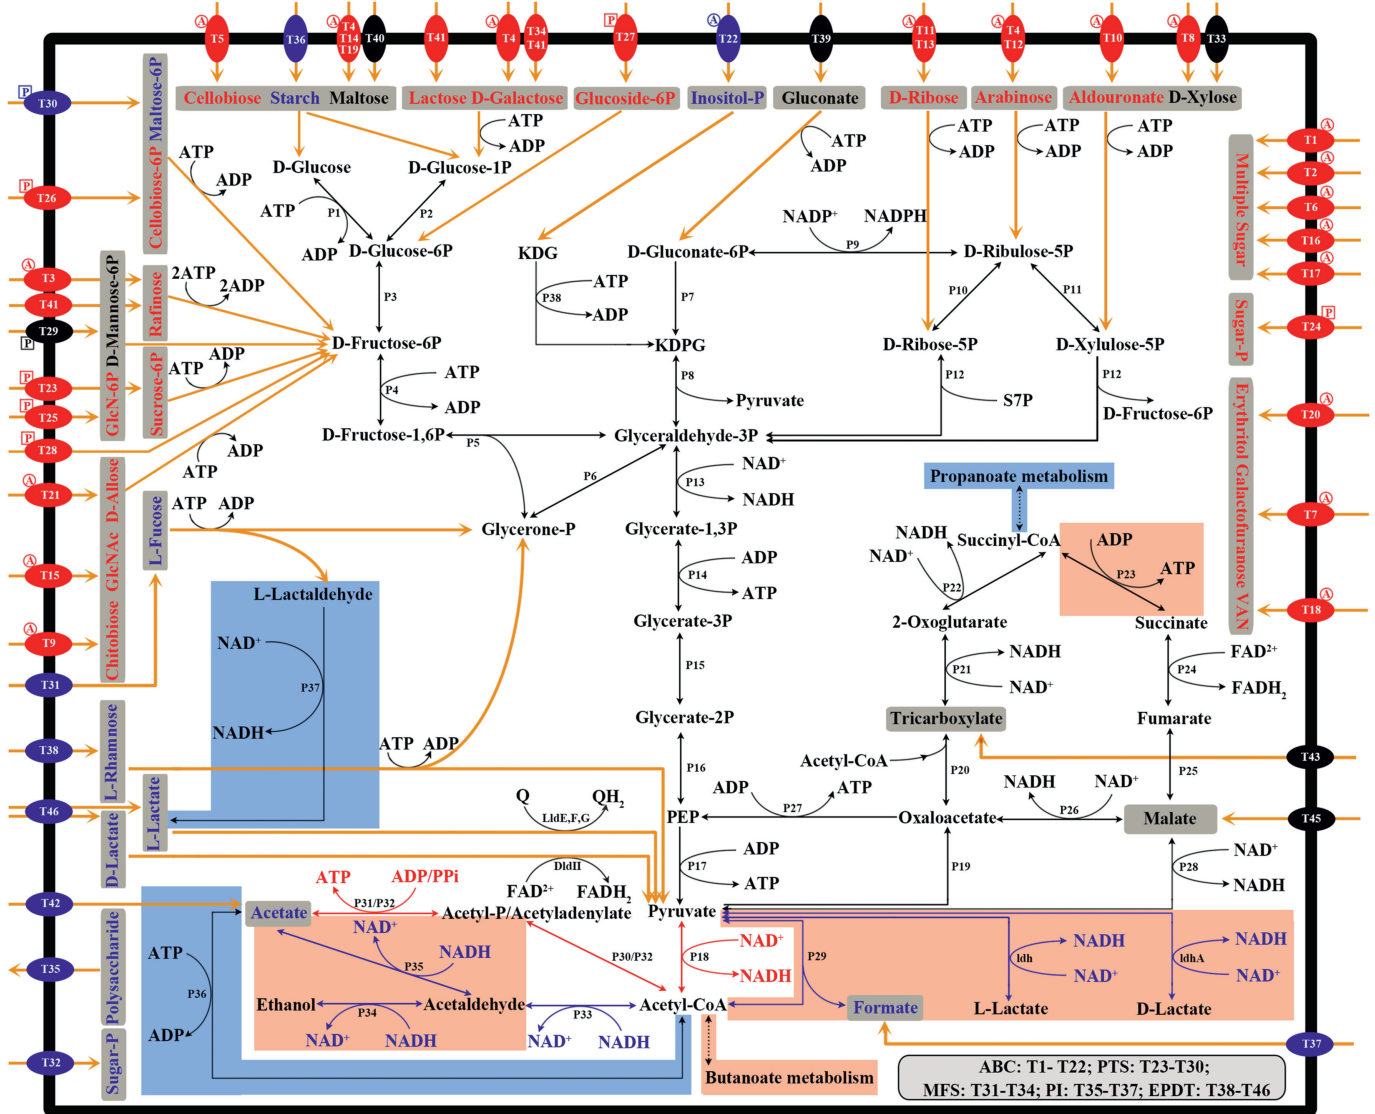 A A A A P A A A A A
T5 T36 T4 T14 T19 T40 T41 T4 T34 T41 T27 T22 T39 T11 T13 T4 T12 T10 T8 T33
Cellobiose Starch Maltose Lactose D-Galactose Glucoside-6P Inositol-P Gluconate D-Ribose Arabinose Aldouronate D-Xylose
P T30
P T26
Cellobiose-6P Maltose-6P
A T3
T41
T29 P
P T23
P T25
P T28
A T21
A T15
A T9
T31
T38
T46
T42
T35
T32
GlcN-6P D-Mannose-6P
Rafinose
Sucrose-6P
Chitobiose GlcNAc D-Allose
L-Fucose
L-Rhamnose
L-Lactate
D-Lactate
Polysaccharide
Sugar-P
ATP ADP
2ATP 2ADP
ATP ADP
ATP ADP
ATP ADP
ATP ADP
D-Glucose D-Glucose-1P
ATP P1 P2
ADP
D-Glucose-6P
P3
D-Fructose-6P
P4 ATP
ADP
D-Fructose-1,6P
P5
P6
Glycerone-P
KDG
P38 ATP
ADP
ATP
ADP
ATP
ADP
D-Gluconate-6P
NADP+ NADPH
P9
D-Ribulose-5P
P7
KDPG
P8
Pyruvate
Glyceraldehyde-3P
ATP
ADP
ATP
ADP
ATP
ADP
P10 P11
D-Ribose-5P D-Xylulose-5P
P12 P12
S7P D-Fructose-6P
P13 NAD+
NADH
Glycerate-1,3P
P14 ADP
ATP
Glycerate-3P
P15
Glycerate-2P
P16
PEP
P17 ADP
ATP
Pyruvate
Multiple Sugar
Sugar-P
Erythritol Galactofuranose VAN
T1 A
T2 A
T6 A
T16 A
T17 A
T24 P
T20 A
T7 A
T18 A
T43
T45
T37
Propanoate metabolism
Succinyl-CoA
NADH
NAD+
P22
ADP
P23 ATP
2-Oxoglutarate Succinate
P21 NADH
NAD+
P24 FAD2+
FADH2
Tricarboxylate Fumarate
Acetyl-CoA P20 P25
ADP P27 ATP
NADH P26 NAD+
Oxaloacetate Malate
P19
P28 NAD+
NADH
L-Lactaldehyde
NAD+
P37
NADH
Q QH2
LldE,F,G
DldII
FAD2+ FADH2
ATP ADP/PPi
P31/P32
Acetate Acetyl-P/Acetyladenylate
NAD+ NADH
P35
P30/P32
P18 NAD+
NADH
P29
Formate
ldh NADH
NAD+
L-Lactate
ldhA NADH
NAD+
D-Lactate
ATP
P36
ADP
Ethanol Acetaldehyde Acetyl-CoA
P34 P33
NAD+ NADH NAD+ NADH
Butanoate metabolism
ABC: T1- T22; PTS: T23-T30;
MFS: T31-T34; PI: T35-T37; EPDT: T38-T46